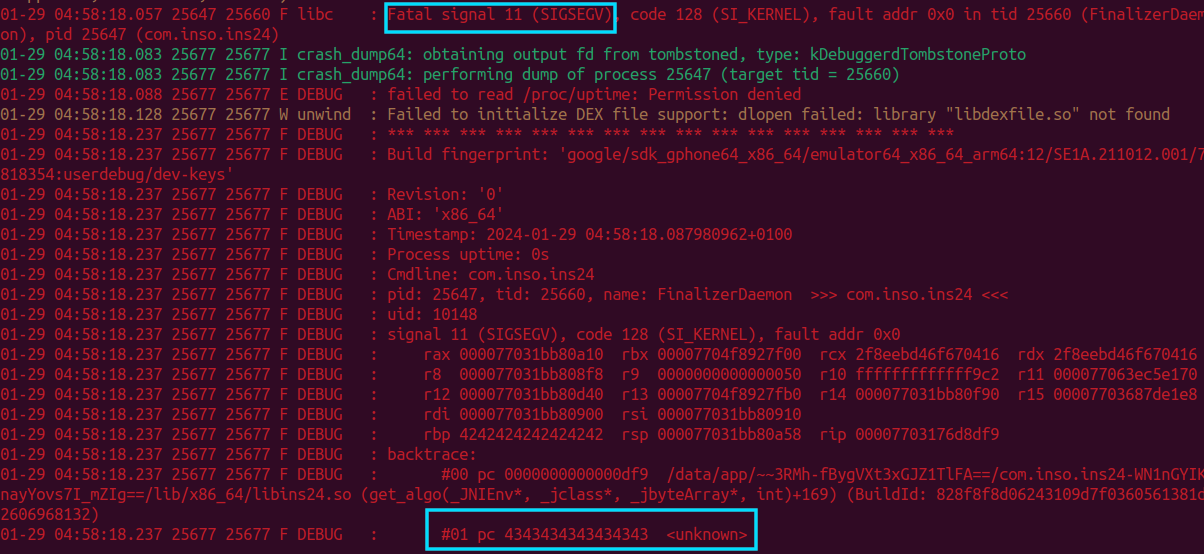 01-29 04:58:18.057 25647 25660 F libc    : Fatal signal 11 (SIGSEGV), code 128 (SI_KERNEL), fault addr 0x0 in tid 25660 (FinalizerDaem
on), pid 25647 (com.inso.ins24)
01-29 04:58:18.083 25677 25677 I crash_dump64: obtaining output fd from tombstoned, type: kDebuggerdTombstoneProto
01-29 04:58:18.083 25677 25677 I crash_dump64: performing dump of process 25647 (target tid = 25660)
01-29 04:58:18.088 25677 25677 E DEBUG   : failed to read /proc/uptime: Permission denied
01-29 04:58:18.128 25677 25677 W unwind  : Failed to initialize DEX file support: dlopen failed: library "libdexfile.so" not found
01-29 04:58:18.237 25677 25677 F DEBUG   : *** *** *** *** *** *** *** *** *** *** *** *** *** *** *** ***
01-29 04:58:18.237 25677 25677 F DEBUG   : Build fingerprint: 'google/sdk_gphone64_x86_64/emulator64_x86_64_arm64:12/SE1A.211012.001/7
818354:userdebug/dev-keys'
01-29 04:58:18.237 25677 25677 F DEBUG   : Revision: '0'
01-29 04:58:18.237 25677 25677 F DEBUG   : ABI: 'x86_64'
01-29 04:58:18.237 25677 25677 F DEBUG   : Timestamp: 2024-01-29 04:58:18.087980962+0100
01-29 04:58:18.237 25677 25677 F DEBUG   : Process uptime: 0s
01-29 04:58:18.237 25677 25677 F DEBUG   : Cmdline: com.inso.ins24
01-29 04:58:18.237 25677 25677 F DEBUG   : pid: 25647, tid: 25660, name: FinalizerDaemon  >>> com.inso.ins24 <<<
01-29 04:58:18.237 25677 25677 F DEBUG   : uid: 10148
01-29 04:58:18.237 25677 25677 F DEBUG   : signal 11 (SIGSEGV), code 128 (SI_KERNEL), fault addr 0x0
01-29 04:58:18.237 25677 25677 F DEBUG   :     rax 000077031bb80a10  rbx 00007704f8927f00  rcx 2f8eebd46f670416  rdx 2f8eebd46f670416
01-29 04:58:18.237 25677 25677 F DEBUG   :     r8  000077031bb808f8  r9  0000000000000050  r10 fffffffffffff9c2  r11 000077063ec5e170
01-29 04:58:18.237 25677 25677 F DEBUG   :     r12 000077031bb80d40  r13 00007704f8927fb0  r14 000077031bb80f90  r15 00007703687de1e8
01-29 04:58:18.237 25677 25677 F DEBUG   :     rdi 000077031bb80900  rsi 000077031bb80910
01-29 04:58:18.237 25677 25677 F DEBUG   :     rbp 4242424242424242  rsp 000077031bb80a58  rip 00007703176d8df9
01-29 04:58:18.237 25677 25677 F DEBUG   : backtrace:
01-29 04:58:18.237 25677 25677 F DEBUG   :       #00 pc 0000000000000df9  /data/app/~~3RMh-fBygVXt3xGJZ1TlFA==/com.inso.ins24-WN1nGYIK
nayYovs7I_mZIg==/lib/x86_64/libins24.so (get_algo(_JNIEnv*, _jclass*, _jbyteArray*, int)+169) (BuildId: 828f8f8d06243109d7f0360561381d
2606968132)
01-29 04:58:18.237 25677 25677 F DEBUG   :       #01 pc 4343434343434343  <unknown>